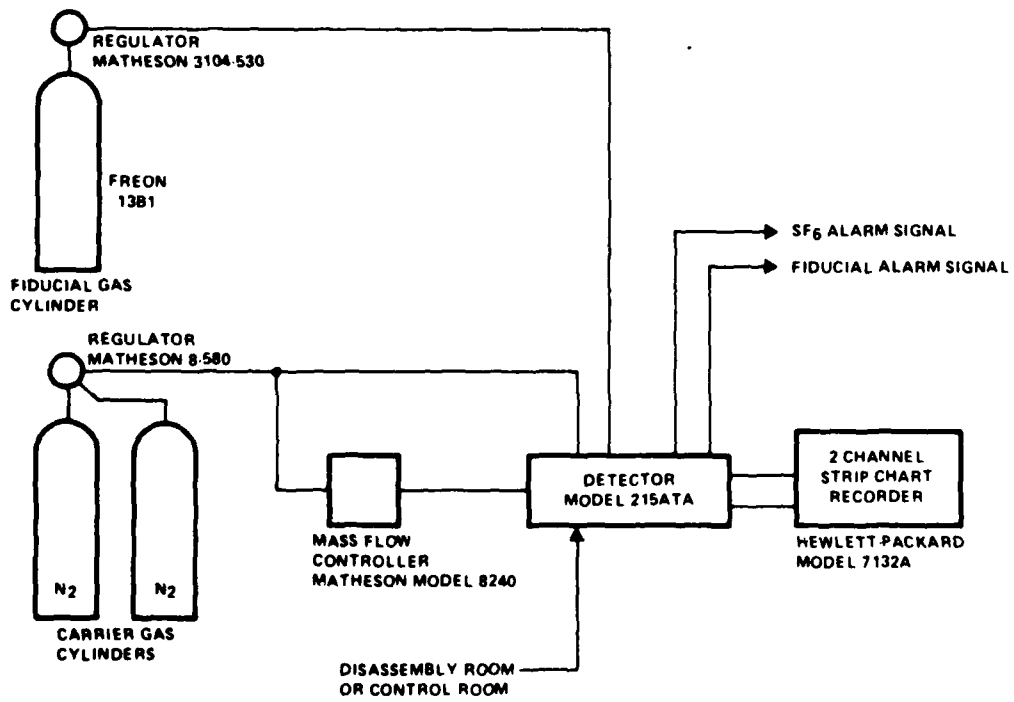 REGULATOR
MATHESON 3104-530
FREON
13B1
FIDUCIAL GAS
CYLINDER
SF6 ALARM SIGNAL
FIDUCIAL ALARM SIGNAL
REGULATOR
MATHESON 8-580
N2
N2
CARRIER GAS
CYLINDERS
MASS FLOW
CONTROLLER
MATHESON MODEL 8240
DETECTOR
MODEL 215ATA
2 CHANNEL
STRIP CHART
RECORDER
HEWLETT-PACKARD
MODEL 7132A
DISASSEMBLY ROOM
OR CONTROL ROOM